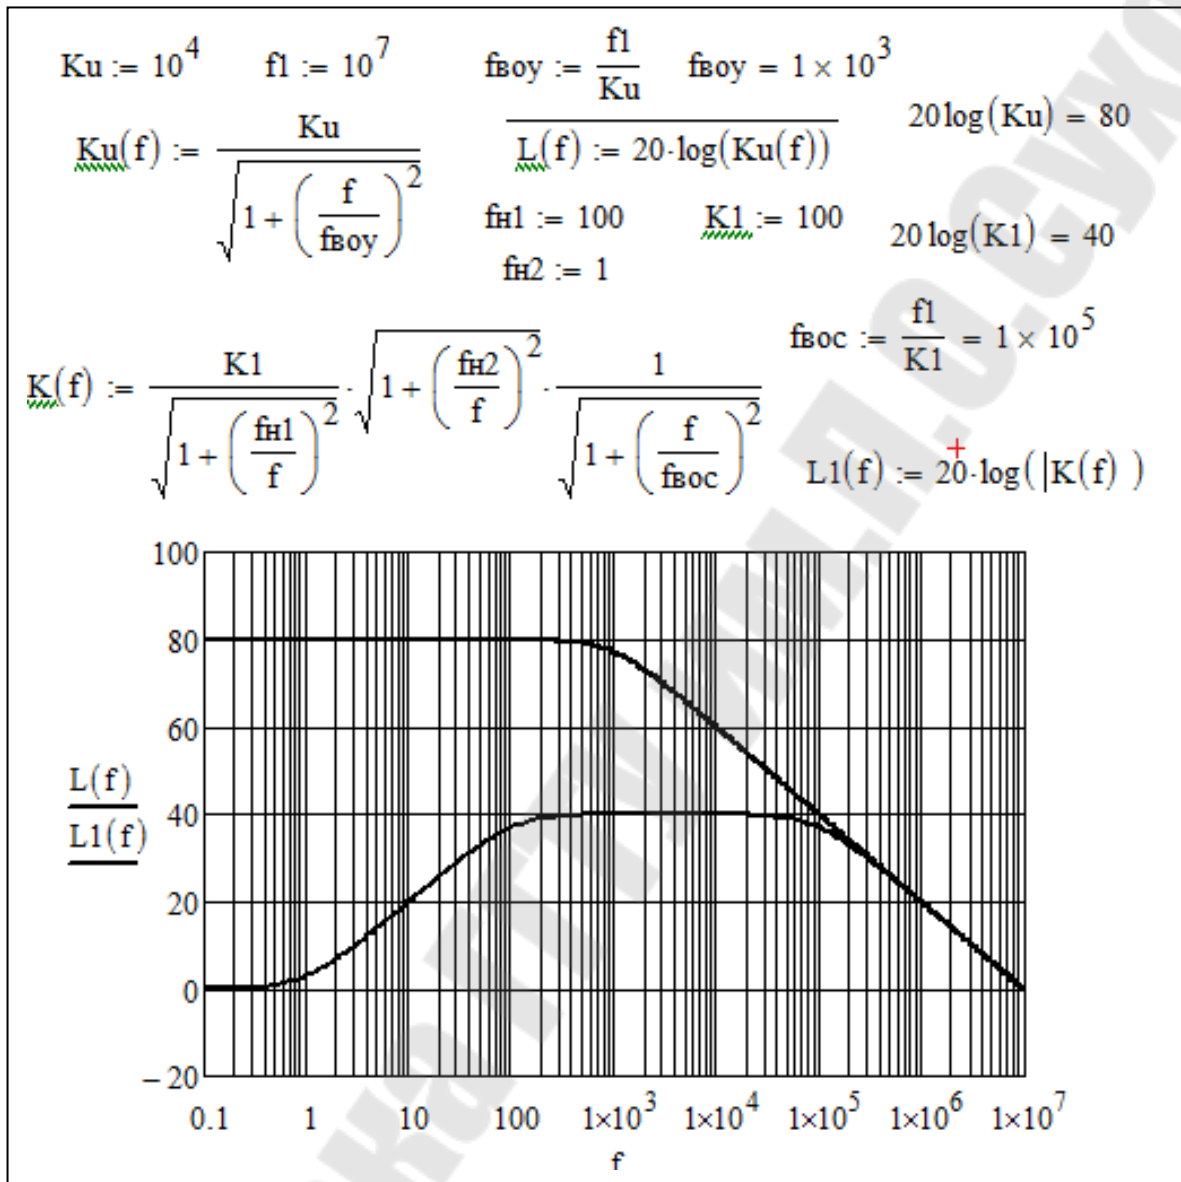 Ku := 10^4 f1 := 10^7 fвоу := f1/Ku fвоу = 1 × 10^3
20log(Ku) = 80
Ku(f) := Ku/√(1 + (f/fвоу)^2) L(f) := 20·log(Ku(f))
fн1 := 100 K1 := 100 20log(K1) = 40
fн2 := 1
fвос := f1/K1 = 1 × 10^5
K(f) := K1/√(1 + (fн1/f)^2) · √(1 + (fн2/f)^2) · 1/√(1 + (f/fвос)^2)
L1(f) := 20·log(|K(f) )
100
80
60
40
20
0
−20
L(f)
L1(f)
0.1 1 10 100 1×10^3 1×10^4 1×10^5 1×10^6 1×10^7
f
ГГТУ им.П.О.Сухо